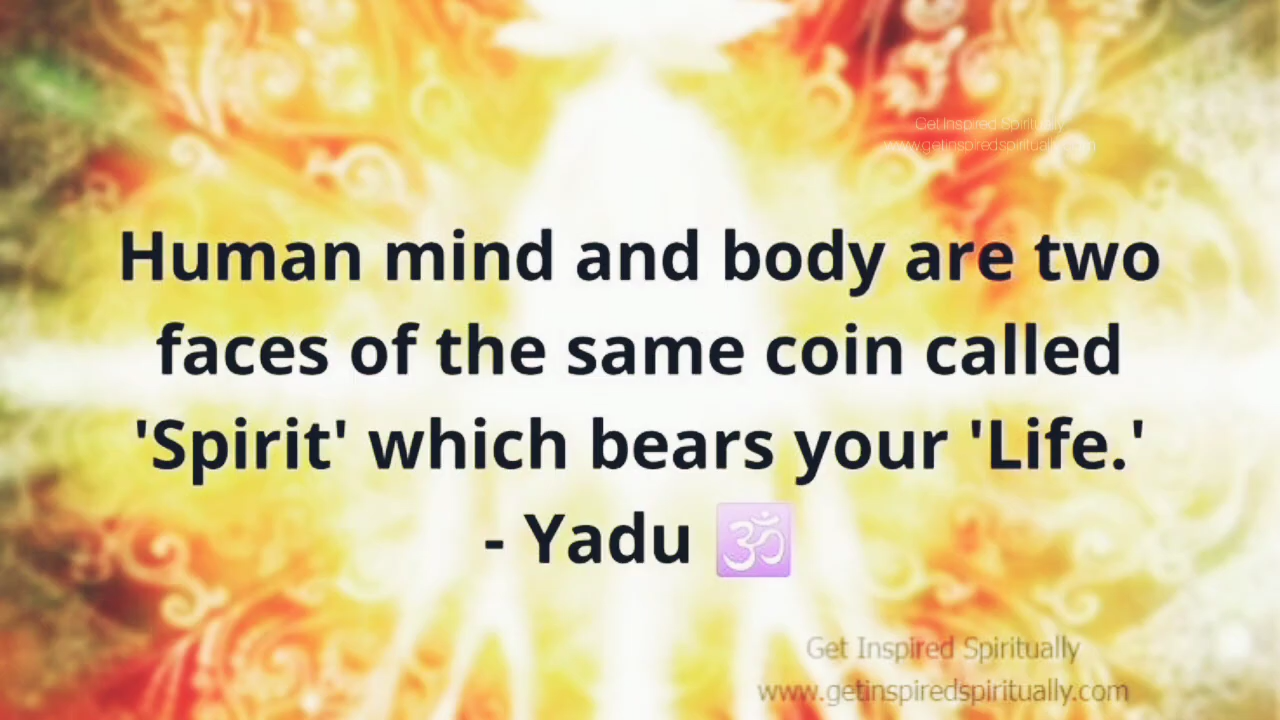 Get Inspired Spiritually
www.getinspiredspiritually.com
Human mind and body are two
faces of the same coin called
'Spirit' which bears your 'Life.'
- Yadu 🕉
Get Inspired Spiritually
www.getinspiredspiritually.com